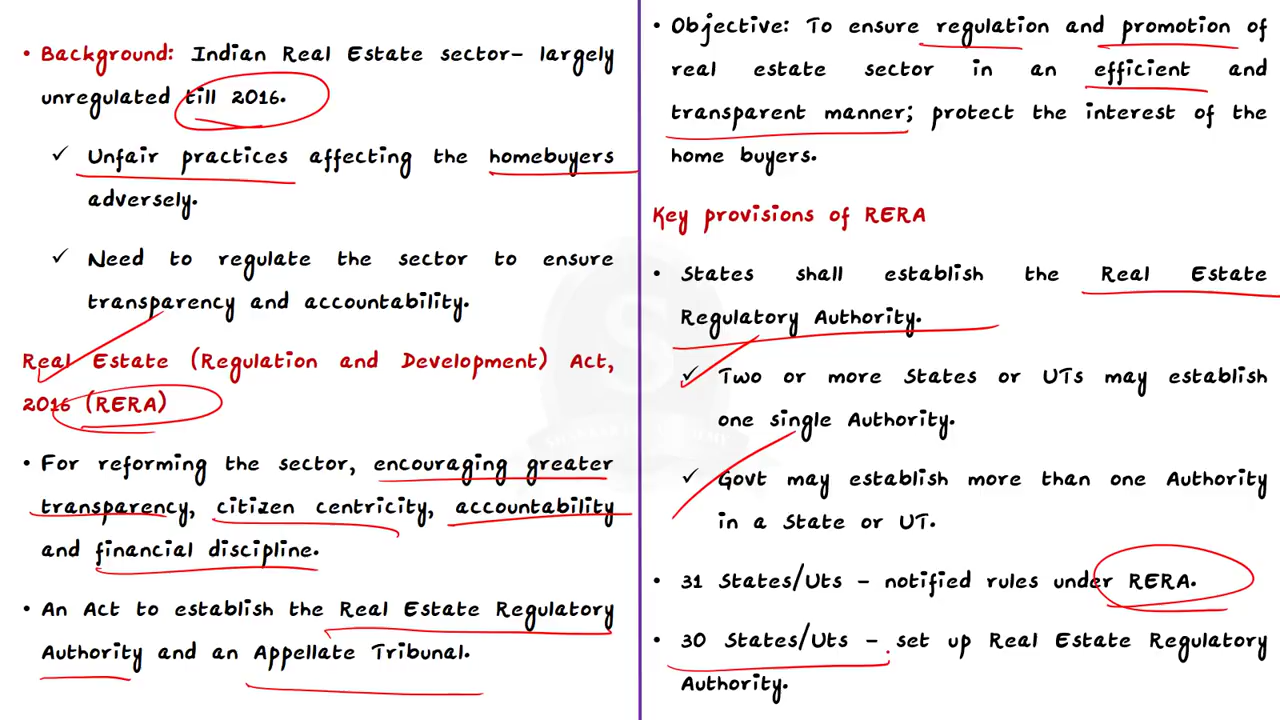 • Background: Indian Real Estate sector- largely
unregulated till 2016.
✓ Unfair practices affecting the homebuyers
adversely.
✓ Need to regulate the sector to ensure
transparency and accountability.
Real Estate (Regulation and Development) Act,
2016 (RERA)
• For reforming the sector, encouraging greater
transparency, citizen centricity, accountability
and financial discipline.
• An Act to establish the Real Estate Regulatory
Authority and an Appellate Tribunal.
• Objective: To ensure regulation and promotion of
real estate sector in an efficient and
transparent manner; protect the interest of the
home buyers.
Key provisions of RERA
• States shall establish the Real Estate
Regulatory Authority.
✓ Two or more States or UTs may establish
one single Authority.
✓ Govt may establish more than one Authority
in a State or UT.
• 31 States/Uts - notified rules under RERA.
• 30 States/Uts - set up Real Estate Regulatory
Authority.